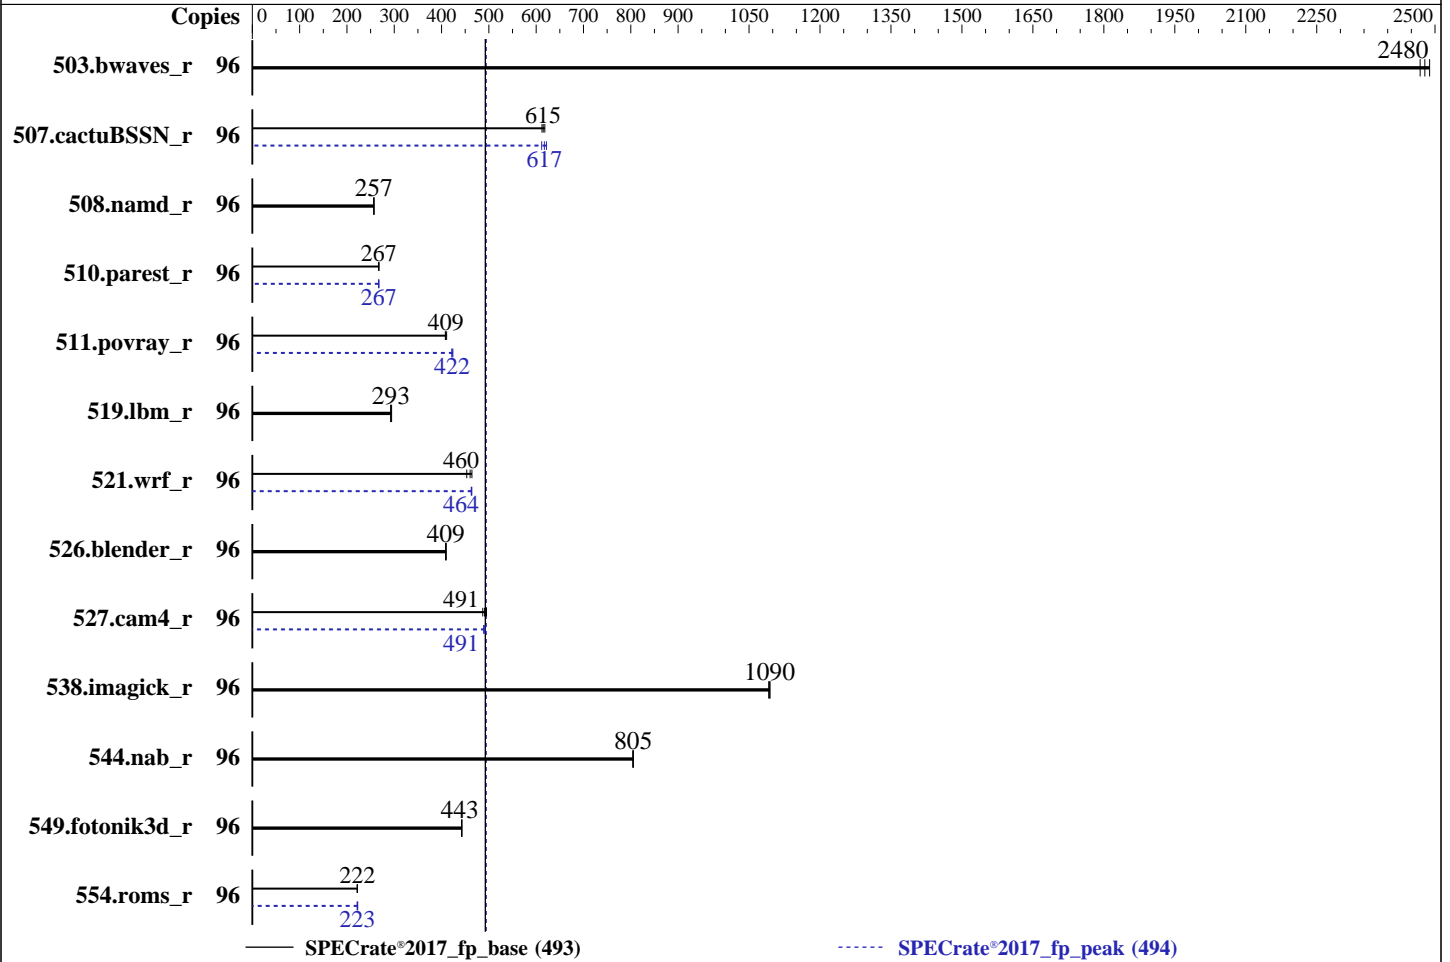 Copies 0 100 200 300 400 500 600 700 800 900 1050 1200 1350 1500 1650 1800 1950 2100 2250 2500
503.bwaves_r 96 2480
507.cactuBSSN_r 96 615
617
508.namd_r 96 257
510.parest_r 96 267
267
511.povray_r 96 409
422
519.lbm_r 96 293
521.wrf_r 96 460
464
526.blender_r 96 409
527.cam4_r 96 491
491
538.imagick_r 96 1090
544.nab_r 96 805
549.fotonik3d_r 96 443
554.roms_r 96 222
223
SPECrate®2017_fp_base (493) SPECrate®2017_fp_peak (494)